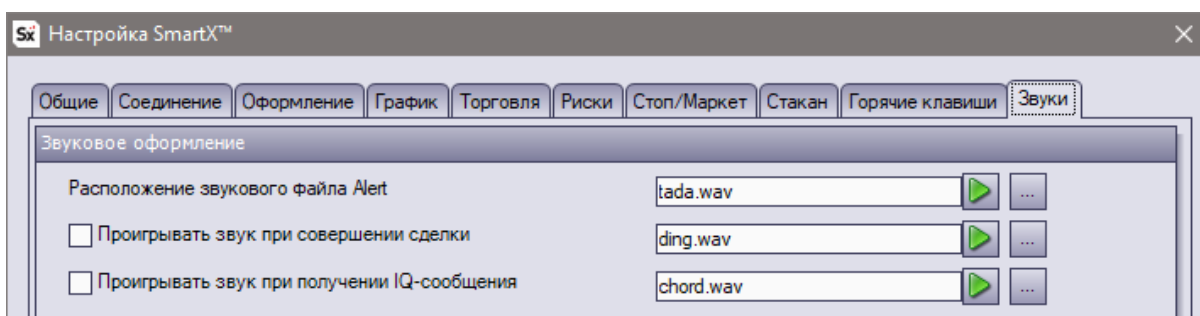 Sx Настройка SmartX™
Общие Соединение Оформление График Торговля Риски Стоп/Маркет Стакан Горячие клавиши Звуки
Звуковое оформление
Расположение звукового файла Alert tada.wav ...
Проигрывать звук при совершении сделки ding.wav ...
Проигрывать звук при получении IQ-сообщения chord.wav ...